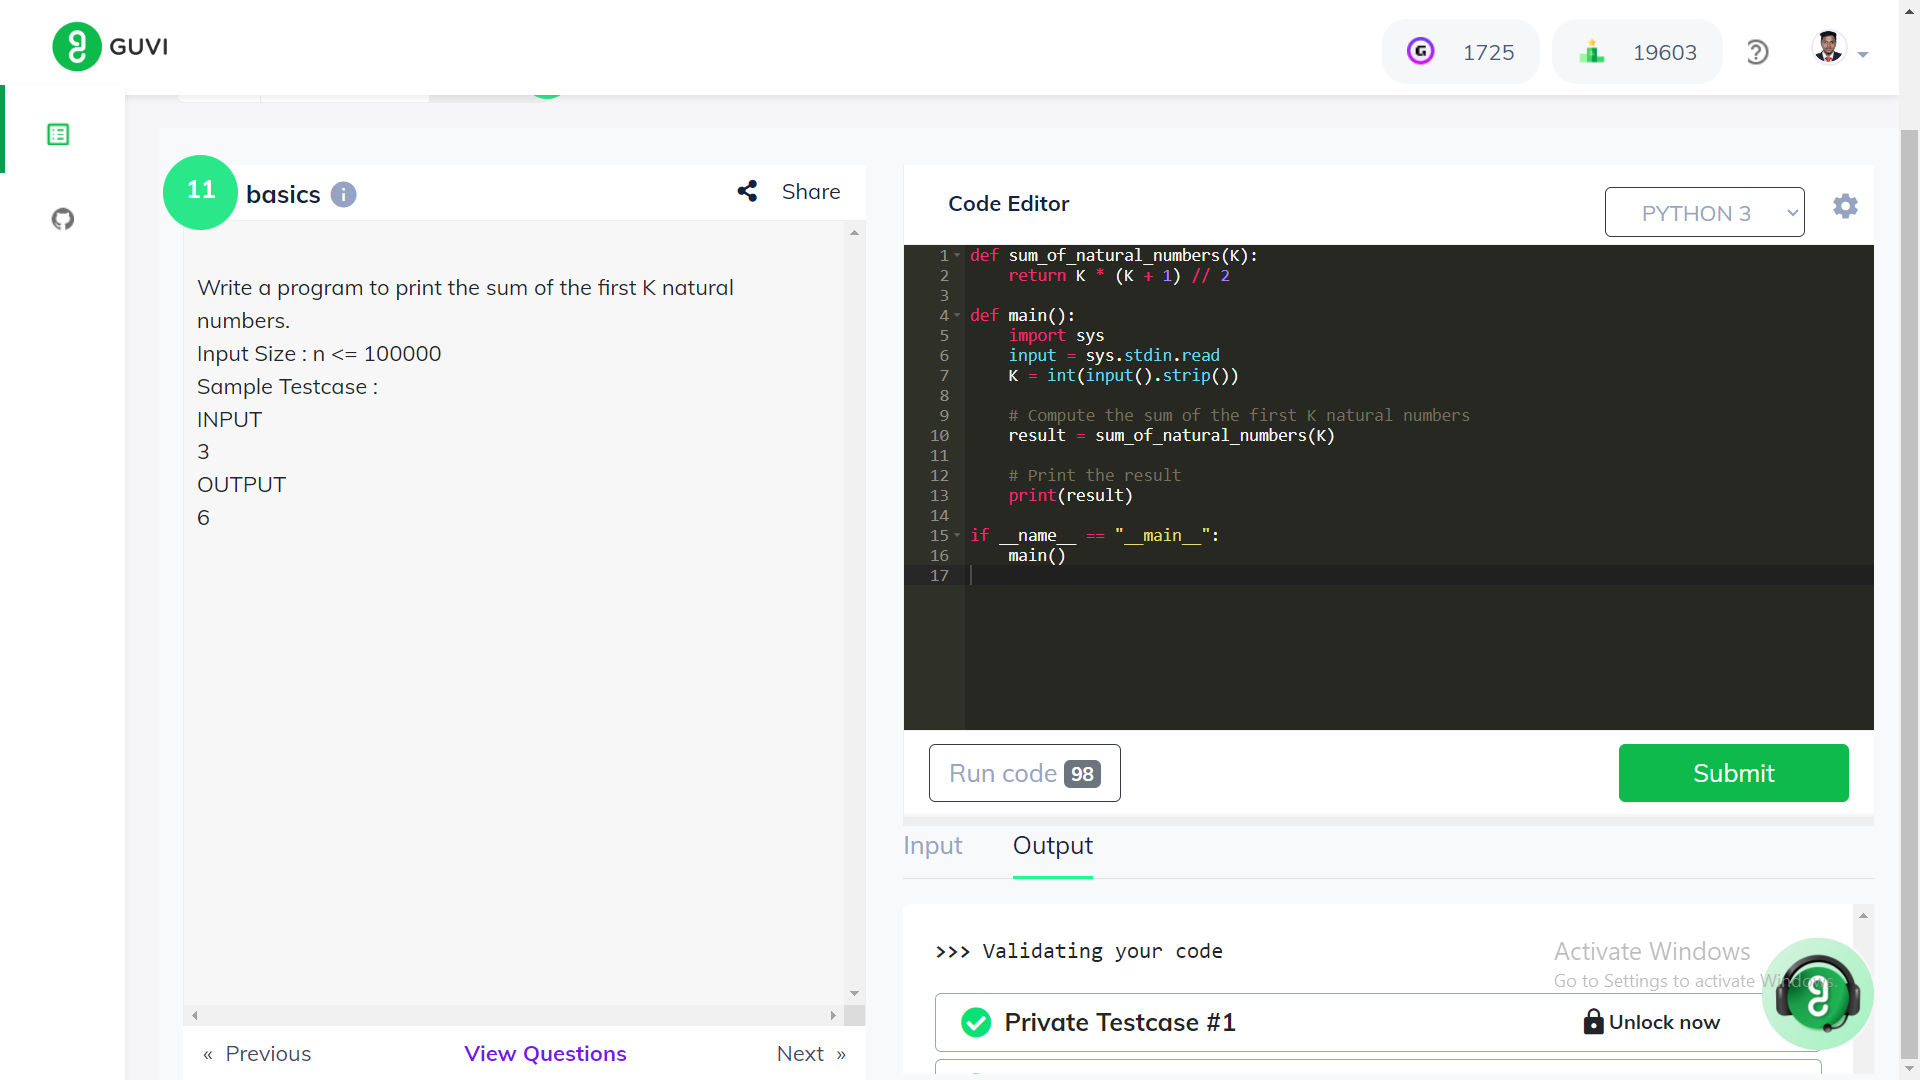 GUVI
1725
19603
11 basics
Share
Write a program to print the sum of the first K natural
numbers.
Input Size : n <= 100000
Sample Testcase :
INPUT
3
OUTPUT
6
« Previous
View Questions
Next »
Code Editor
PYTHON 3
1 def sum_of_natural_numbers(K):
2     return K * (K + 1) // 2
3
4 def main():
5     import sys
6     input = sys.stdin.read
7     K = int(input().strip())
8
9     # Compute the sum of the first K natural numbers
10     result = sum_of_natural_numbers(K)
11
12     # Print the result
13     print(result)
14
15 if __name__ == "__main__":
16     main()
17
Run code 98
Submit
Input
Output
>>> Validating your code
Activate Windows
Go to Settings to activate Windows.
Private Testcase #1
Unlock now